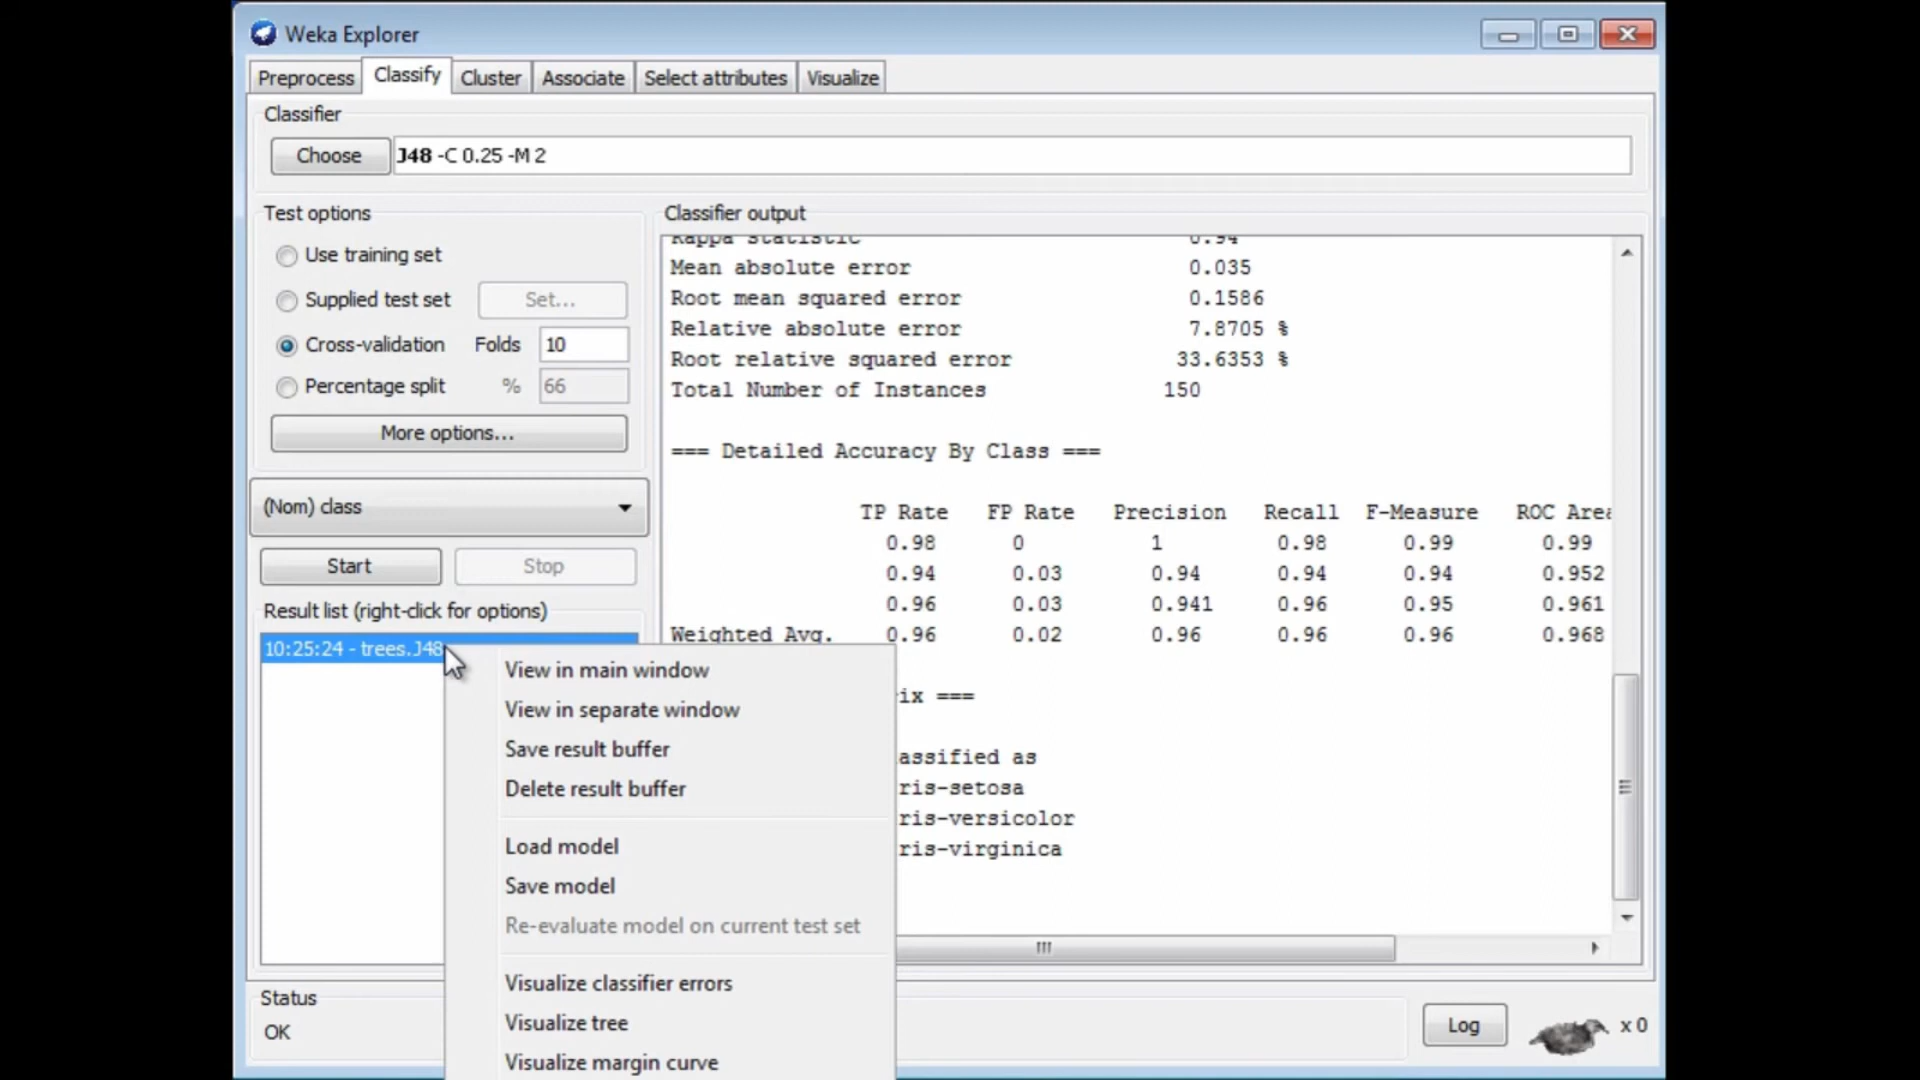 Weka Explorer
Preprocess Classify Cluster Associate Select attributes Visualize
Classifier
Choose J48 -C 0.25 -M 2
Test options
Use training set
Supplied test set Set...
Cross-validation Folds 10
Percentage split % 66
More options...
(Nom) class
Start Stop
Result list (right-click for options)
10:25:24 - trees.J48
Classifier output
Kappa statistic 0.94
Mean absolute error 0.035
Root mean squared error 0.1586
Relative absolute error 7.8705 %
Root relative squared error 33.6353 %
Total Number of Instances 150
=== Detailed Accuracy By Class ===
TP Rate FP Rate Precision Recall F-Measure ROC Area
0.98 0 1 0.98 0.99 0.99
0.94 0.03 0.94 0.94 0.94 0.952
0.96 0.03 0.941 0.96 0.95 0.961
Weighted Avg. 0.96 0.02 0.96 0.96 0.96 0.968
ix ===
assified as
ris-setosa
ris-versicolor
ris-virginica
View in main window
View in separate window
Save result buffer
Delete result buffer
Load model
Save model
Re-evaluate model on current test set
Visualize classifier errors
Visualize tree
Visualize margin curve
Status
OK
Log
x 0